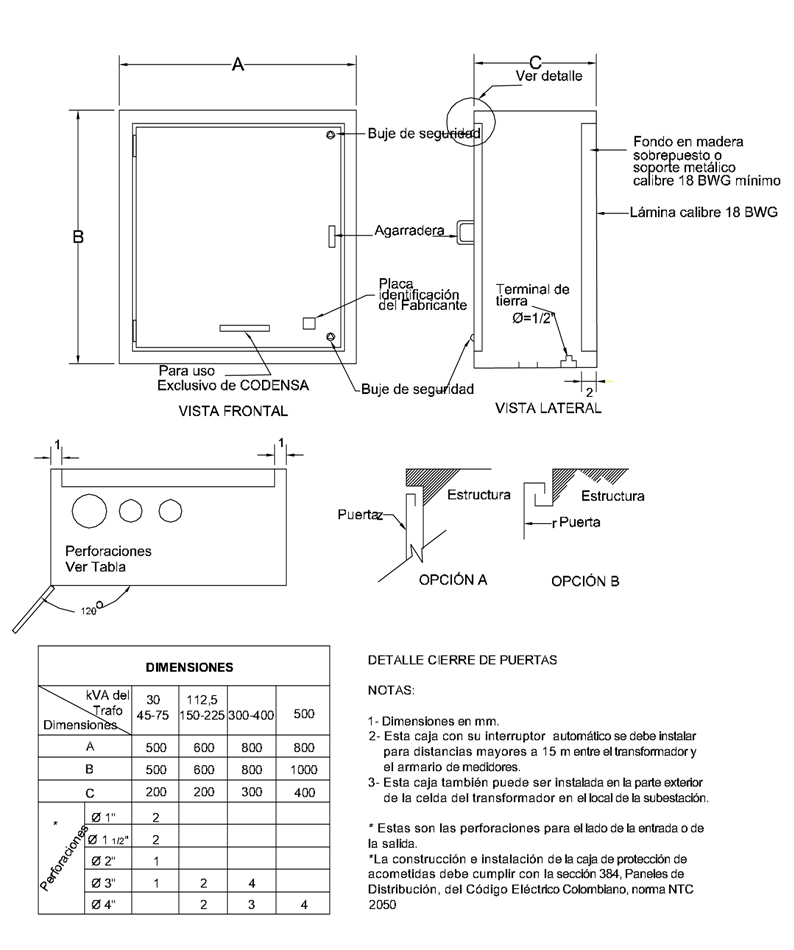 A
C
Ver detalle
Buje de seguridad
Fondo en madera
sobrepuesto o
soporte metálico
calibre 18 BWG mínimo
Lámina calibre 18 BWG
B
Agarradera
Placa
identificación
del Fabricante
Terminal de
tierra
Ø=1/2"
Para uso
Exclusivo de CODENSA
Buje de seguridad
2
VISTA FRONTAL
VISTA LATERAL
1
1
Estructura
Estructura
Puerta
z
r
Puerta
Perforaciones
Ver Tabla
OPCIÓN A
OPCIÓN B
120°
DIMENSIONES
kVA del
Trafo
Dimensiones
30
45-75
112,5
150-225
300-400
500
A 500 600 800 800
B 500 600 800 1000
C 200 200 300 400
*
Perforaciones
Ø 1" 2
Ø 1 1/2" 2
Ø 2" 1
Ø 3" 1 2 4
Ø 4" 2 3 4
DETALLE CIERRE DE PUERTAS
NOTAS:
1- Dimensiones en mm.
2- Esta caja con su interruptor automático se debe instalar
para distancias mayores a 15 m entre el transformador y
el armario de medidores.
3- Esta caja también puede ser instalada en la parte exterior
de la celda del transformador en el local de la subestación.
* Estas son las perforaciones para el lado de la entrada o de
la salida.
*La construcción e instalación de la caja de protección de
acometidas debe cumplir con la sección 384, Paneles de
Distribución, del Código Eléctrico Colombiano, norma NTC
2050